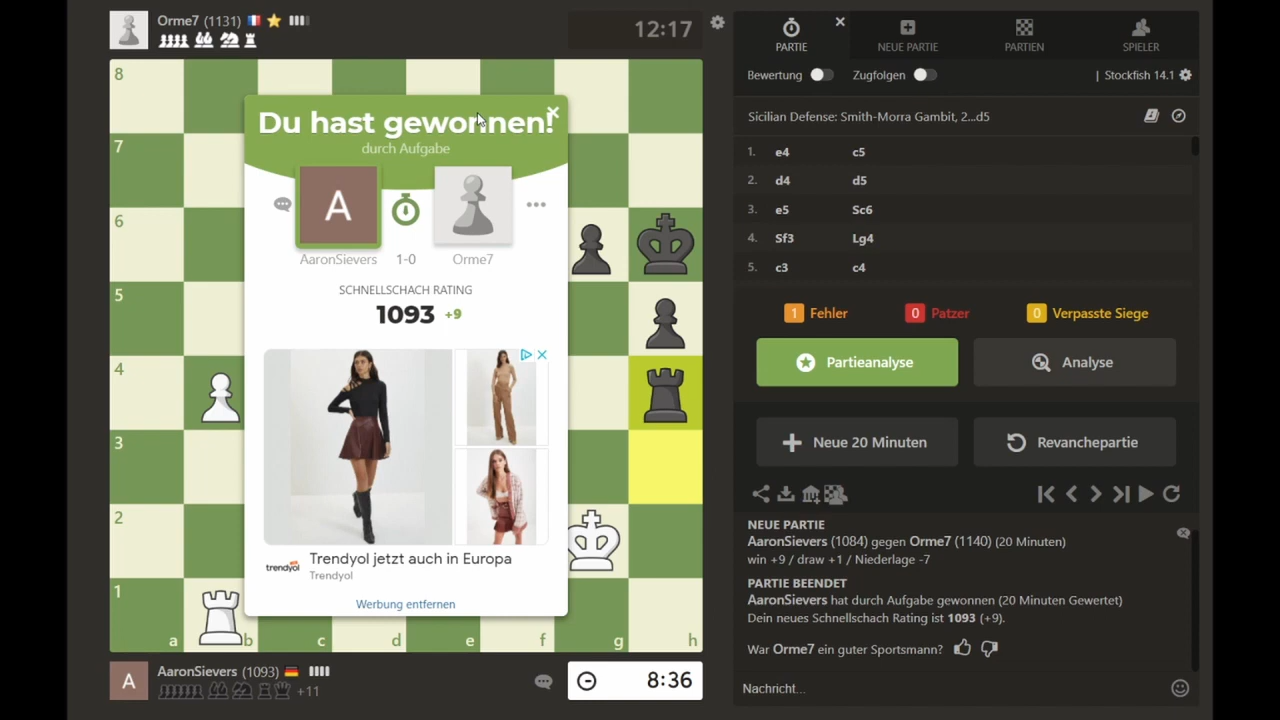 Orme7 (1131)
12:17
8
7
6
5
4
3
2
1
a b c d e f g h
Du hast gewonnen!
durch Aufgabe
A
AaronSievers 1-0 Orme7
SCHNELLSCHACH RATING
1093 +9
trendyol
Trendyol jetzt auch in Europa
Trendyol
Werbung entfernen
A
AaronSievers (1093)
+11
8:36
PARTIE
NEUE PARTIE
PARTIEN
SPIELER
Bewertung Zugfolgen | Stockfish 14.1
Sicilian Defense: Smith-Morra Gambit, 2...d5
1. e4 c5
2. d4 d5
3. e5 Sc6
4. Sf3 Lg4
5. c3 c4
1 Fehler 0 Patzer 0 Verpasste Siege
Partieanalyse Analyse
Neue 20 Minuten Revanchepartie
NEUE PARTIE
AaronSievers (1084) gegen Orme7 (1140) (20 Minuten)
win +9 / draw +1 / Niederlage -7
PARTIE BEENDET
AaronSievers hat durch Aufgabe gewonnen (20 Minuten Gewertet)
Dein neues Schnellschach Rating ist 1093 (+9).
War Orme7 ein guter Sportsmann?
Nachricht...